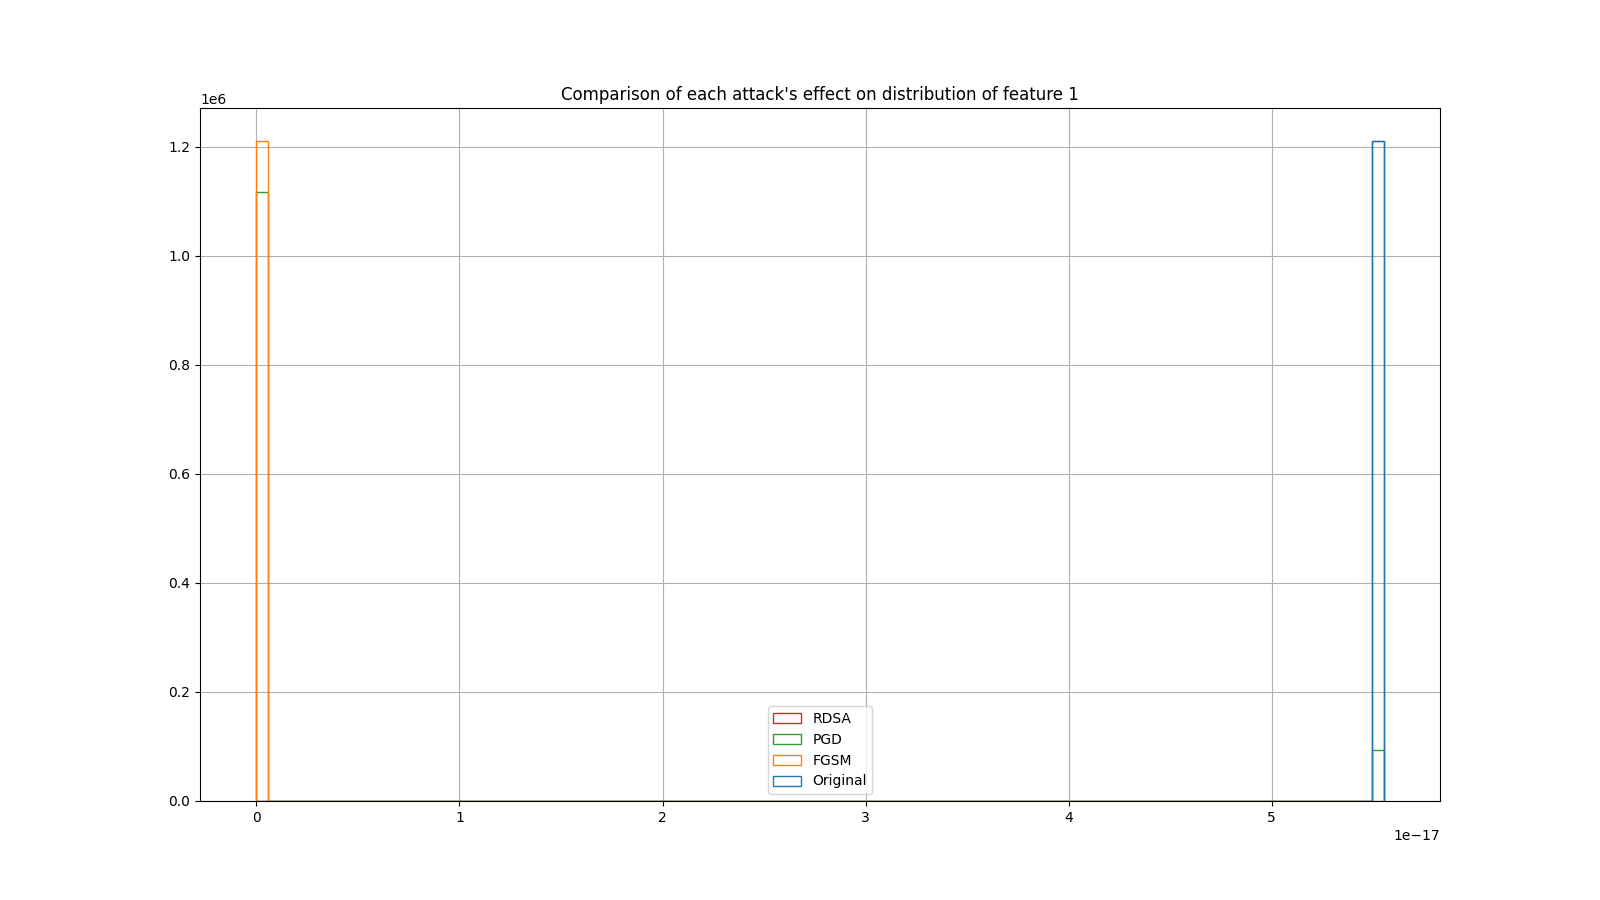 Comparison of each attack's effect on distribution of feature 1
1e6
1.2
1.0
0.8
0.6
0.4
0.2
0.0
RDSA
PGD
FGSM
Original
0 1 2 3 4 5
1e−17